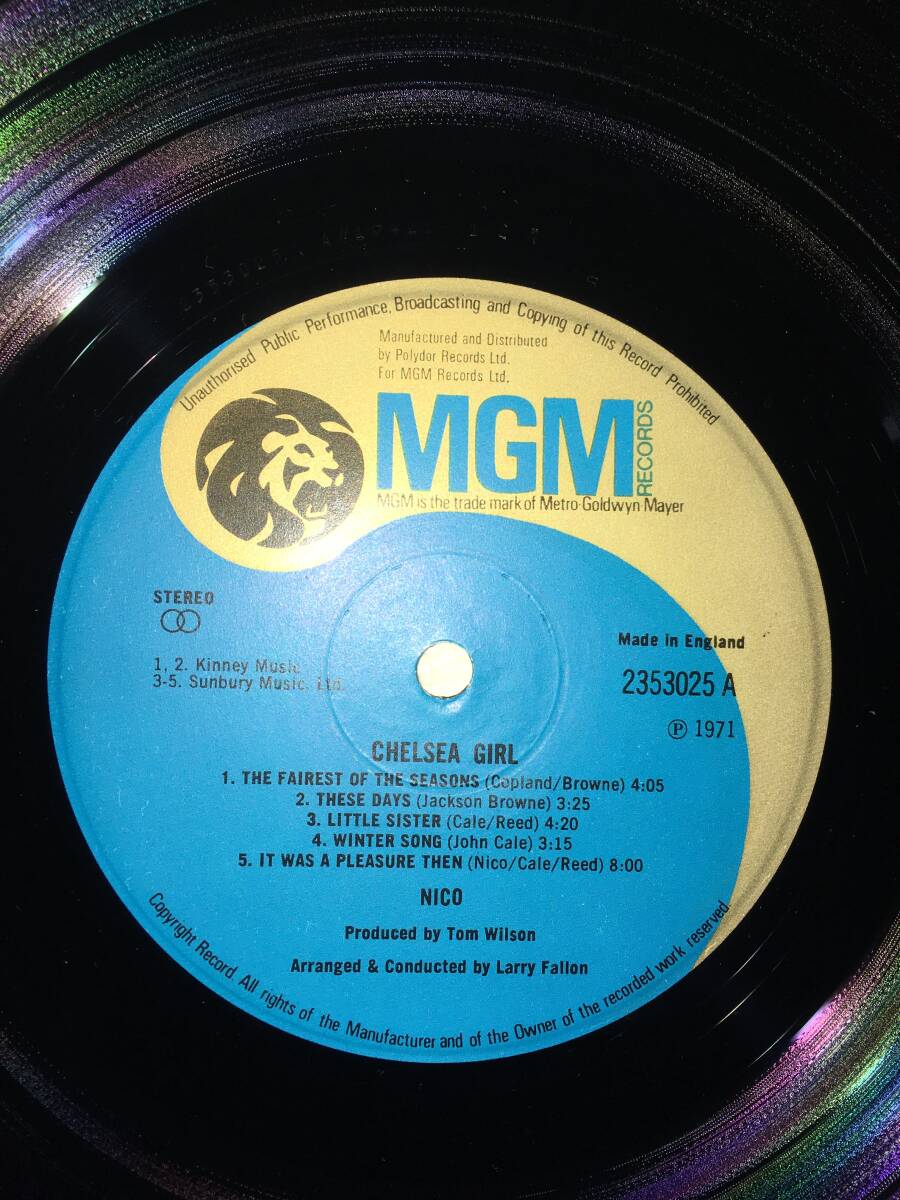 Unauthorised Public Performance, Broadcasting and Copying of this Record Prohibited
Manufactured and Distributed
by Polydor Records Ltd.
For MGM Records Ltd.
MGM
RECORDS
MGM is the trade mark of Metro-Goldwyn Mayer
STEREO
Made in England
1, 2. Kinney Music
3-5. Sunbury Music. Ltd.
2353025 A
Ⓟ 1971
CHELSEA GIRL
1. THE FAIREST OF THE SEASONS (Copland/Browne) 4:05
2. THESE DAYS (Jackson Browne) 3:25
3. LITTLE SISTER (Cale/Reed) 4:20
4. WINTER SONG (John Cale) 3:15
5. IT WAS A PLEASURE THEN (Nico/Cale/Reed) 8:00
NICO
Produced by Tom Wilson
Arranged & Conducted by Larry Fallon
Copyright Record. All rights of the Manufacturer and of the Owner of the recorded work reserved